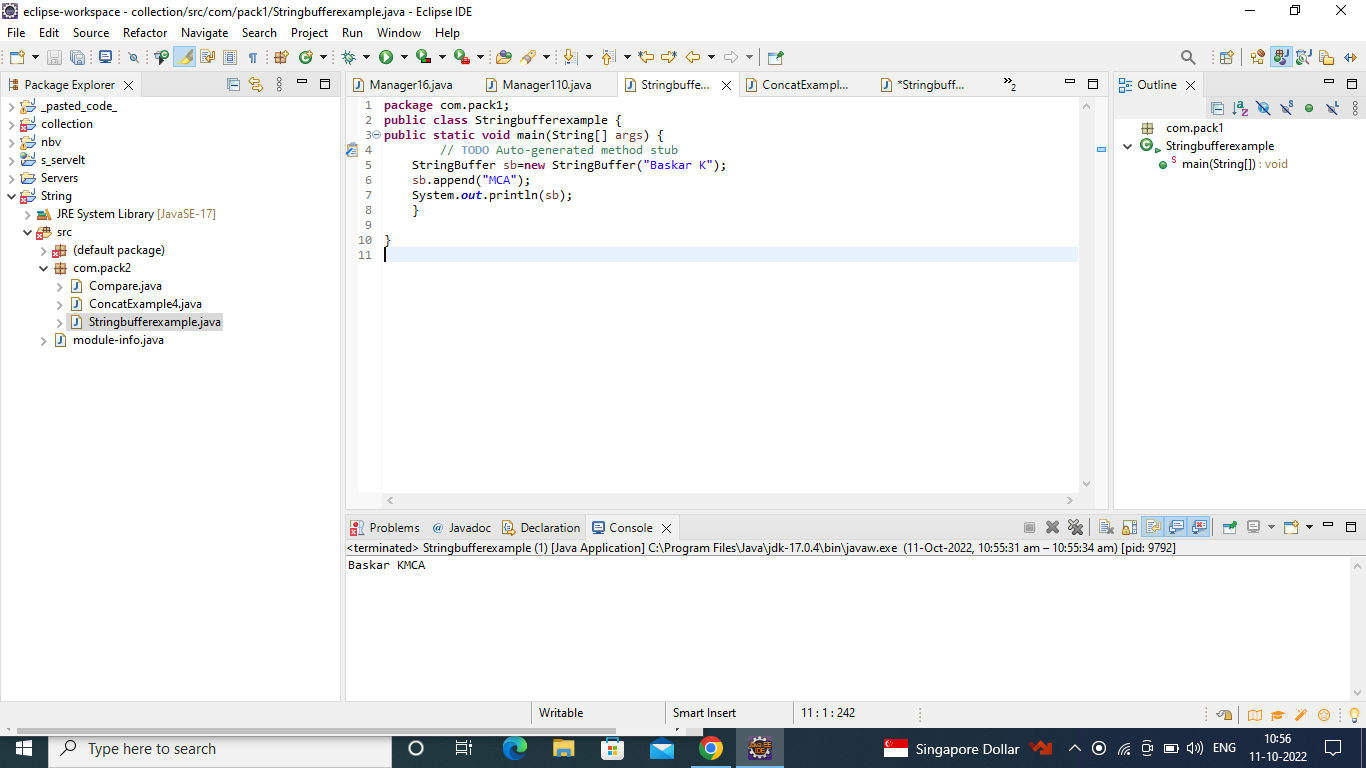 eclipse-workspace - collection/src/com/pack1/Stringbufferexample.java - Eclipse IDE
File Edit Source Refactor Navigate Search Project Run Window Help
Package Explorer
_pasted_code_
collection
nbv
s_servelt
Servers
String
JRE System Library [JavaSE-17]
src
(default package)
com.pack2
Compare.java
ConcatExample4.java
Stringbufferexample.java
module-info.java
Manager16.java Manager110.java Stringbuffe... ConcatExampl... *Stringbuff... »2
1 package com.pack1;
2 public class Stringbufferexample {
3 public static void main(String[] args) {
4 // TODO Auto-generated method stub
5 StringBuffer sb=new StringBuffer("Baskar K");
6 sb.append("MCA");
7 System.out.println(sb);
8 }
9
10 }
11
Outline
com.pack1
Stringbufferexample
main(String[]) : void
Problems @ Javadoc Declaration Console
<terminated> Stringbufferexample (1) [Java Application] C:\Program Files\Java\jdk-17.0.4\bin\javaw.exe (11-Oct-2022, 10:55:31 am – 10:55:34 am) [pid: 9792]
Baskar KMCA
Writable Smart Insert 11 : 1 : 242
Type here to search
Singapore Dollar
ENG
10:56
11-10-2022